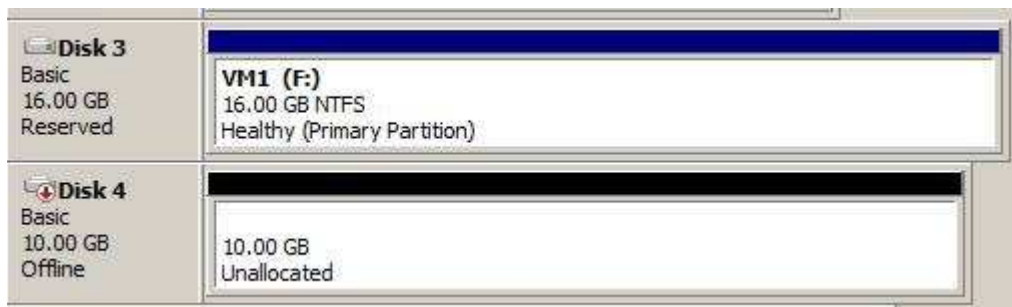 Disk 3
Basic
16.00 GB
Reserved
VM1 (F:)
16.00 GB NTFS
Healthy (Primary Partition)
Disk 4
Basic
10.00 GB
Offline
10.00 GB
Unallocated